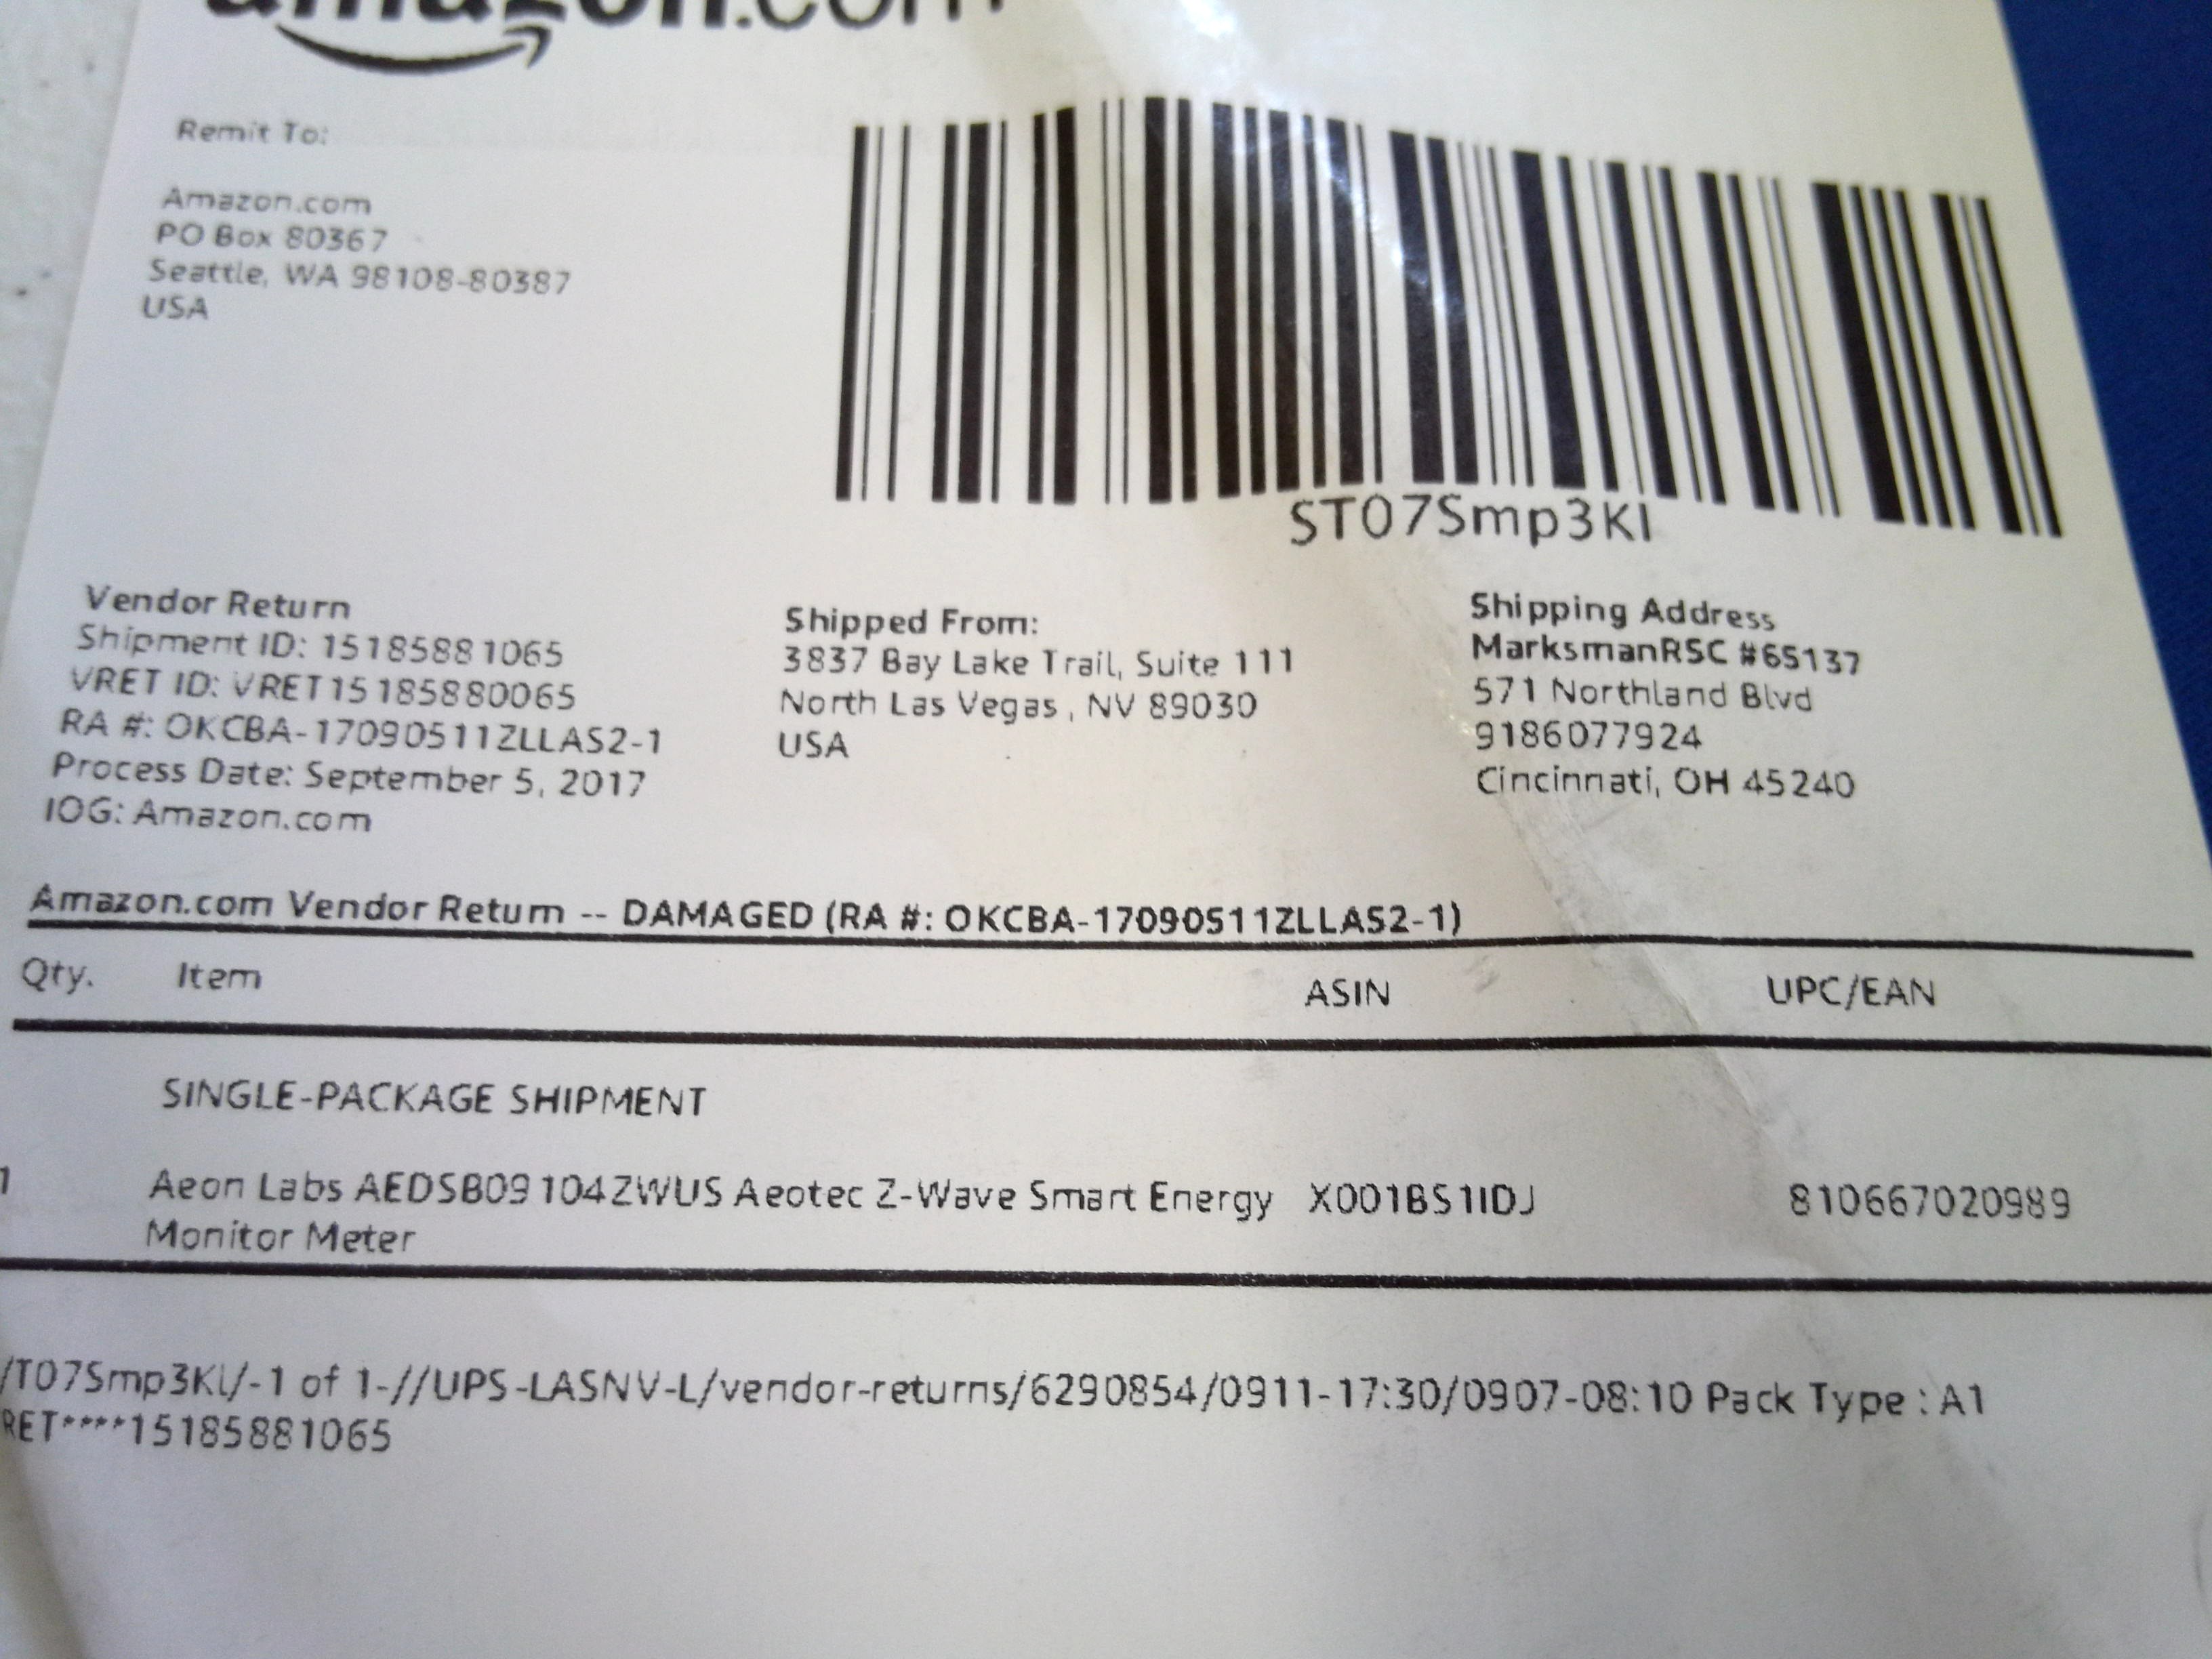 amazon.com
Remit To:
Amazon.com
PO Box 80367
Seattle, WA 98108-80387
USA
ST07Smp3Kl
Vendor Return
Shipment ID: 15185881065
VRET ID: VRET15185880065
RA #: OKCBA-17090511ZLLAS2-1
Process Date: September 5, 2017
IOG: Amazon.com
Shipped From:
3837 Bay Lake Trail, Suite 111
North Las Vegas, NV 89030
USA
Shipping Address
MarksmanRSC #65137
571 Northland Blvd
9186077924
Cincinnati, OH 45240
Amazon.com Vendor Return -- DAMAGED (RA #: OKCBA-17090511ZLLAS2-1)
Qty. Item ASIN UPC/EAN
SINGLE-PACKAGE SHIPMENT
1 Aeon Labs AEDSB09104ZWUS Aeotec Z-Wave Smart Energy X001BS1IDJ 810667020989
Monitor Meter
/T07Smp3Kl/-1 of 1-//UPS-LASNV-L/vendor-returns/6290854/0911-17:30/0907-08:10 Pack Type : A1
RET****15185881065